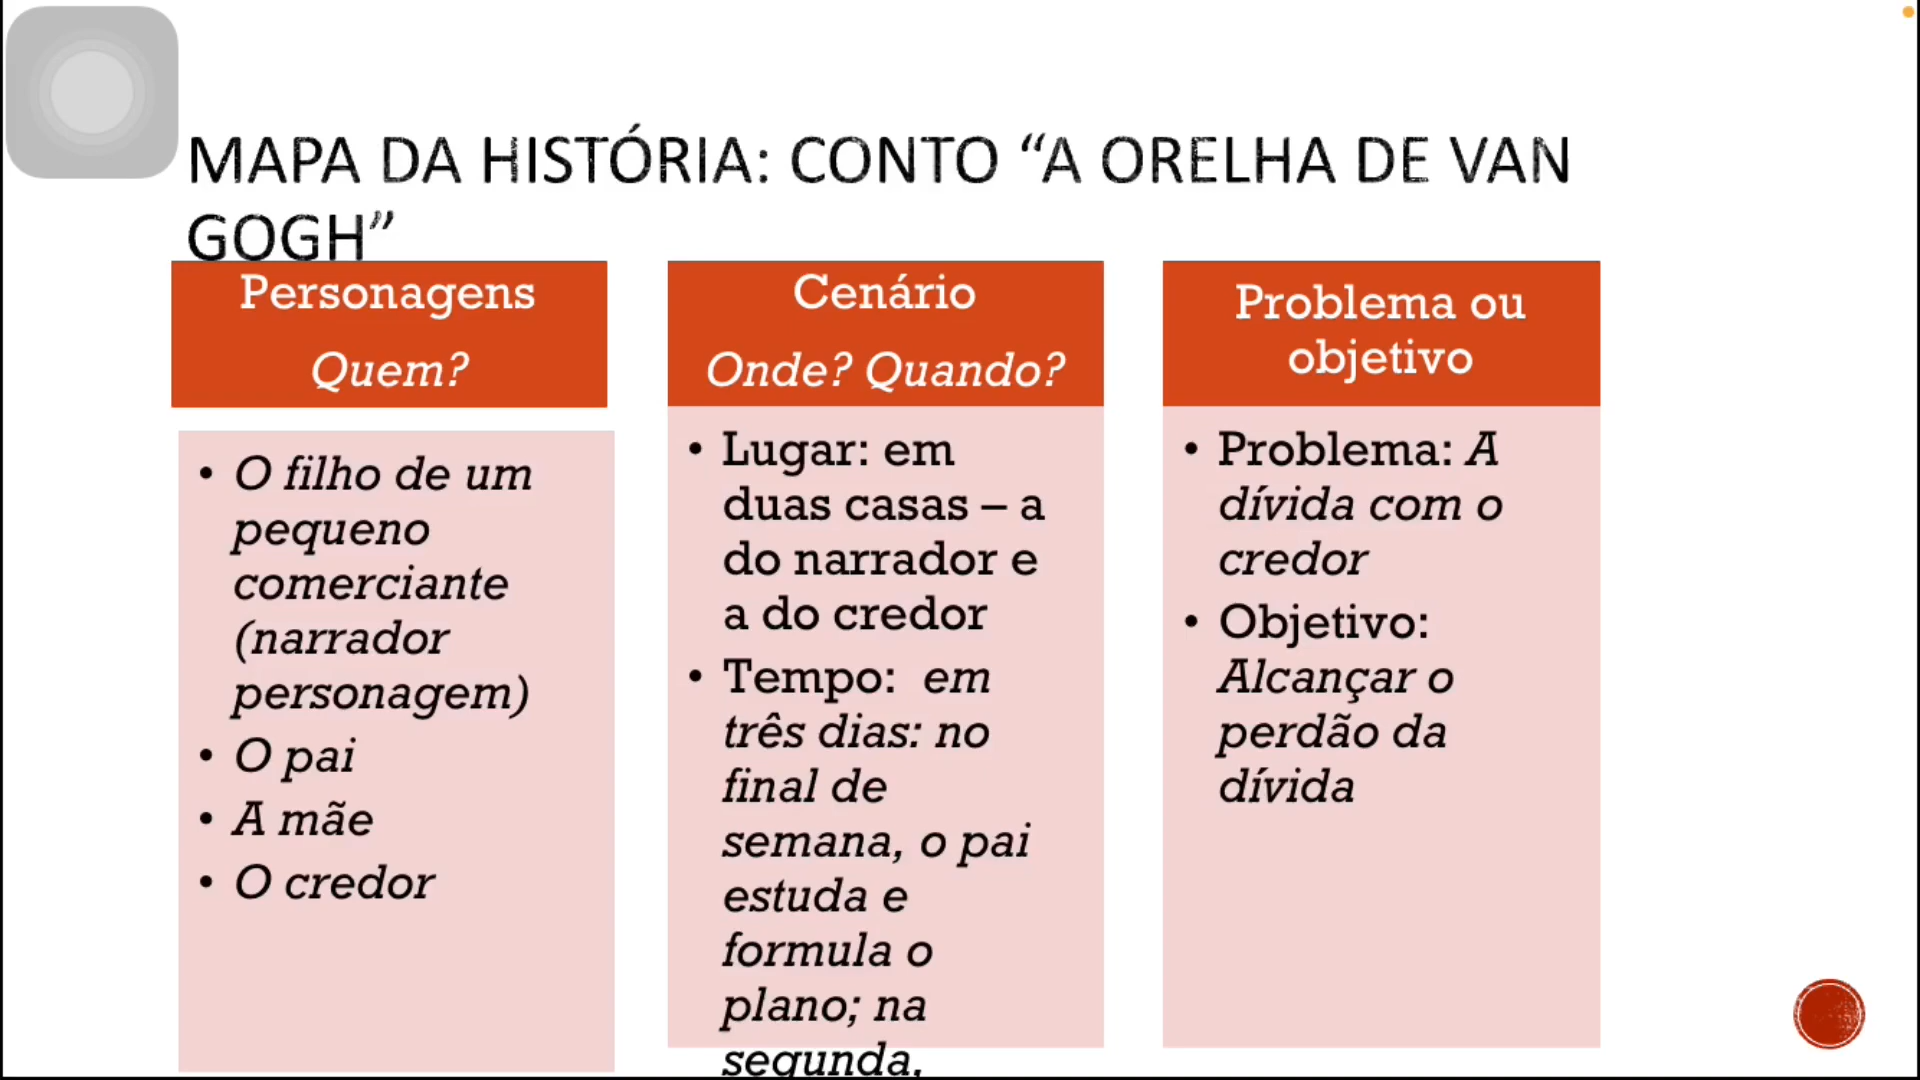 MAPA DA HISTÓRIA: CONTO “A ORELHA DE VAN
GOGH”
Personagens
Quem?
• O filho de um
pequeno
comerciante
(narrador
personagem)
• O pai
• A mãe
• O credor
Cenário
Onde? Quando?
• Lugar: em
duas casas – a
do narrador e
a do credor
• Tempo: em
três dias: no
final de
semana, o pai
estuda e
formula o
plano; na
segunda,
Problema ou
objetivo
• Problema: A
dívida com o
credor
• Objetivo:
Alcançar o
perdão da
dívida